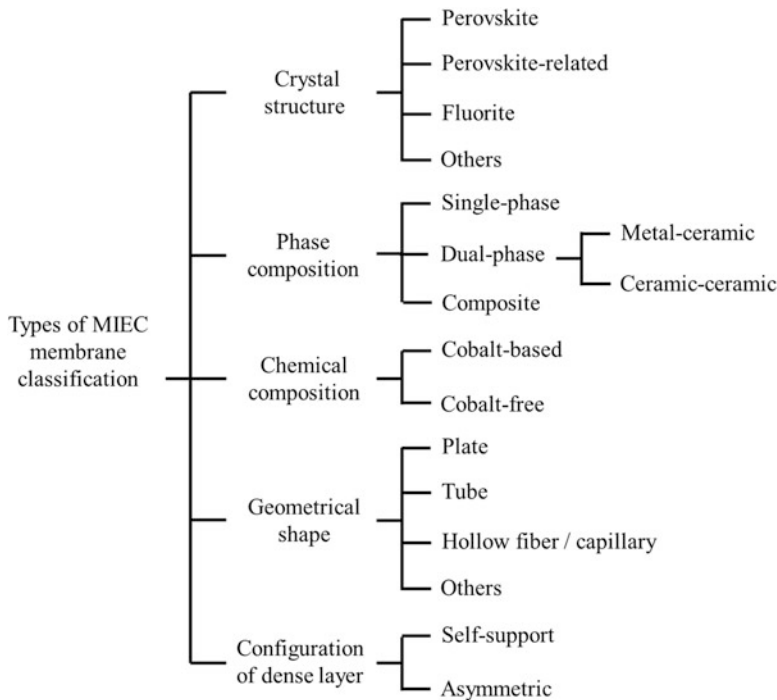 Types of MIEC
membrane
classification
Crystal
structure
Perovskite
Perovskite-related
Fluorite
Others
Phase
composition
Single-phase
Dual-phase
Metal-ceramic
Ceramic-ceramic
Composite
Chemical
composition
Cobalt-based
Cobalt-free
Geometrical
shape
Plate
Tube
Hollow fiber / capillary
Others
Configuration
of dense layer
Self-support
Asymmetric